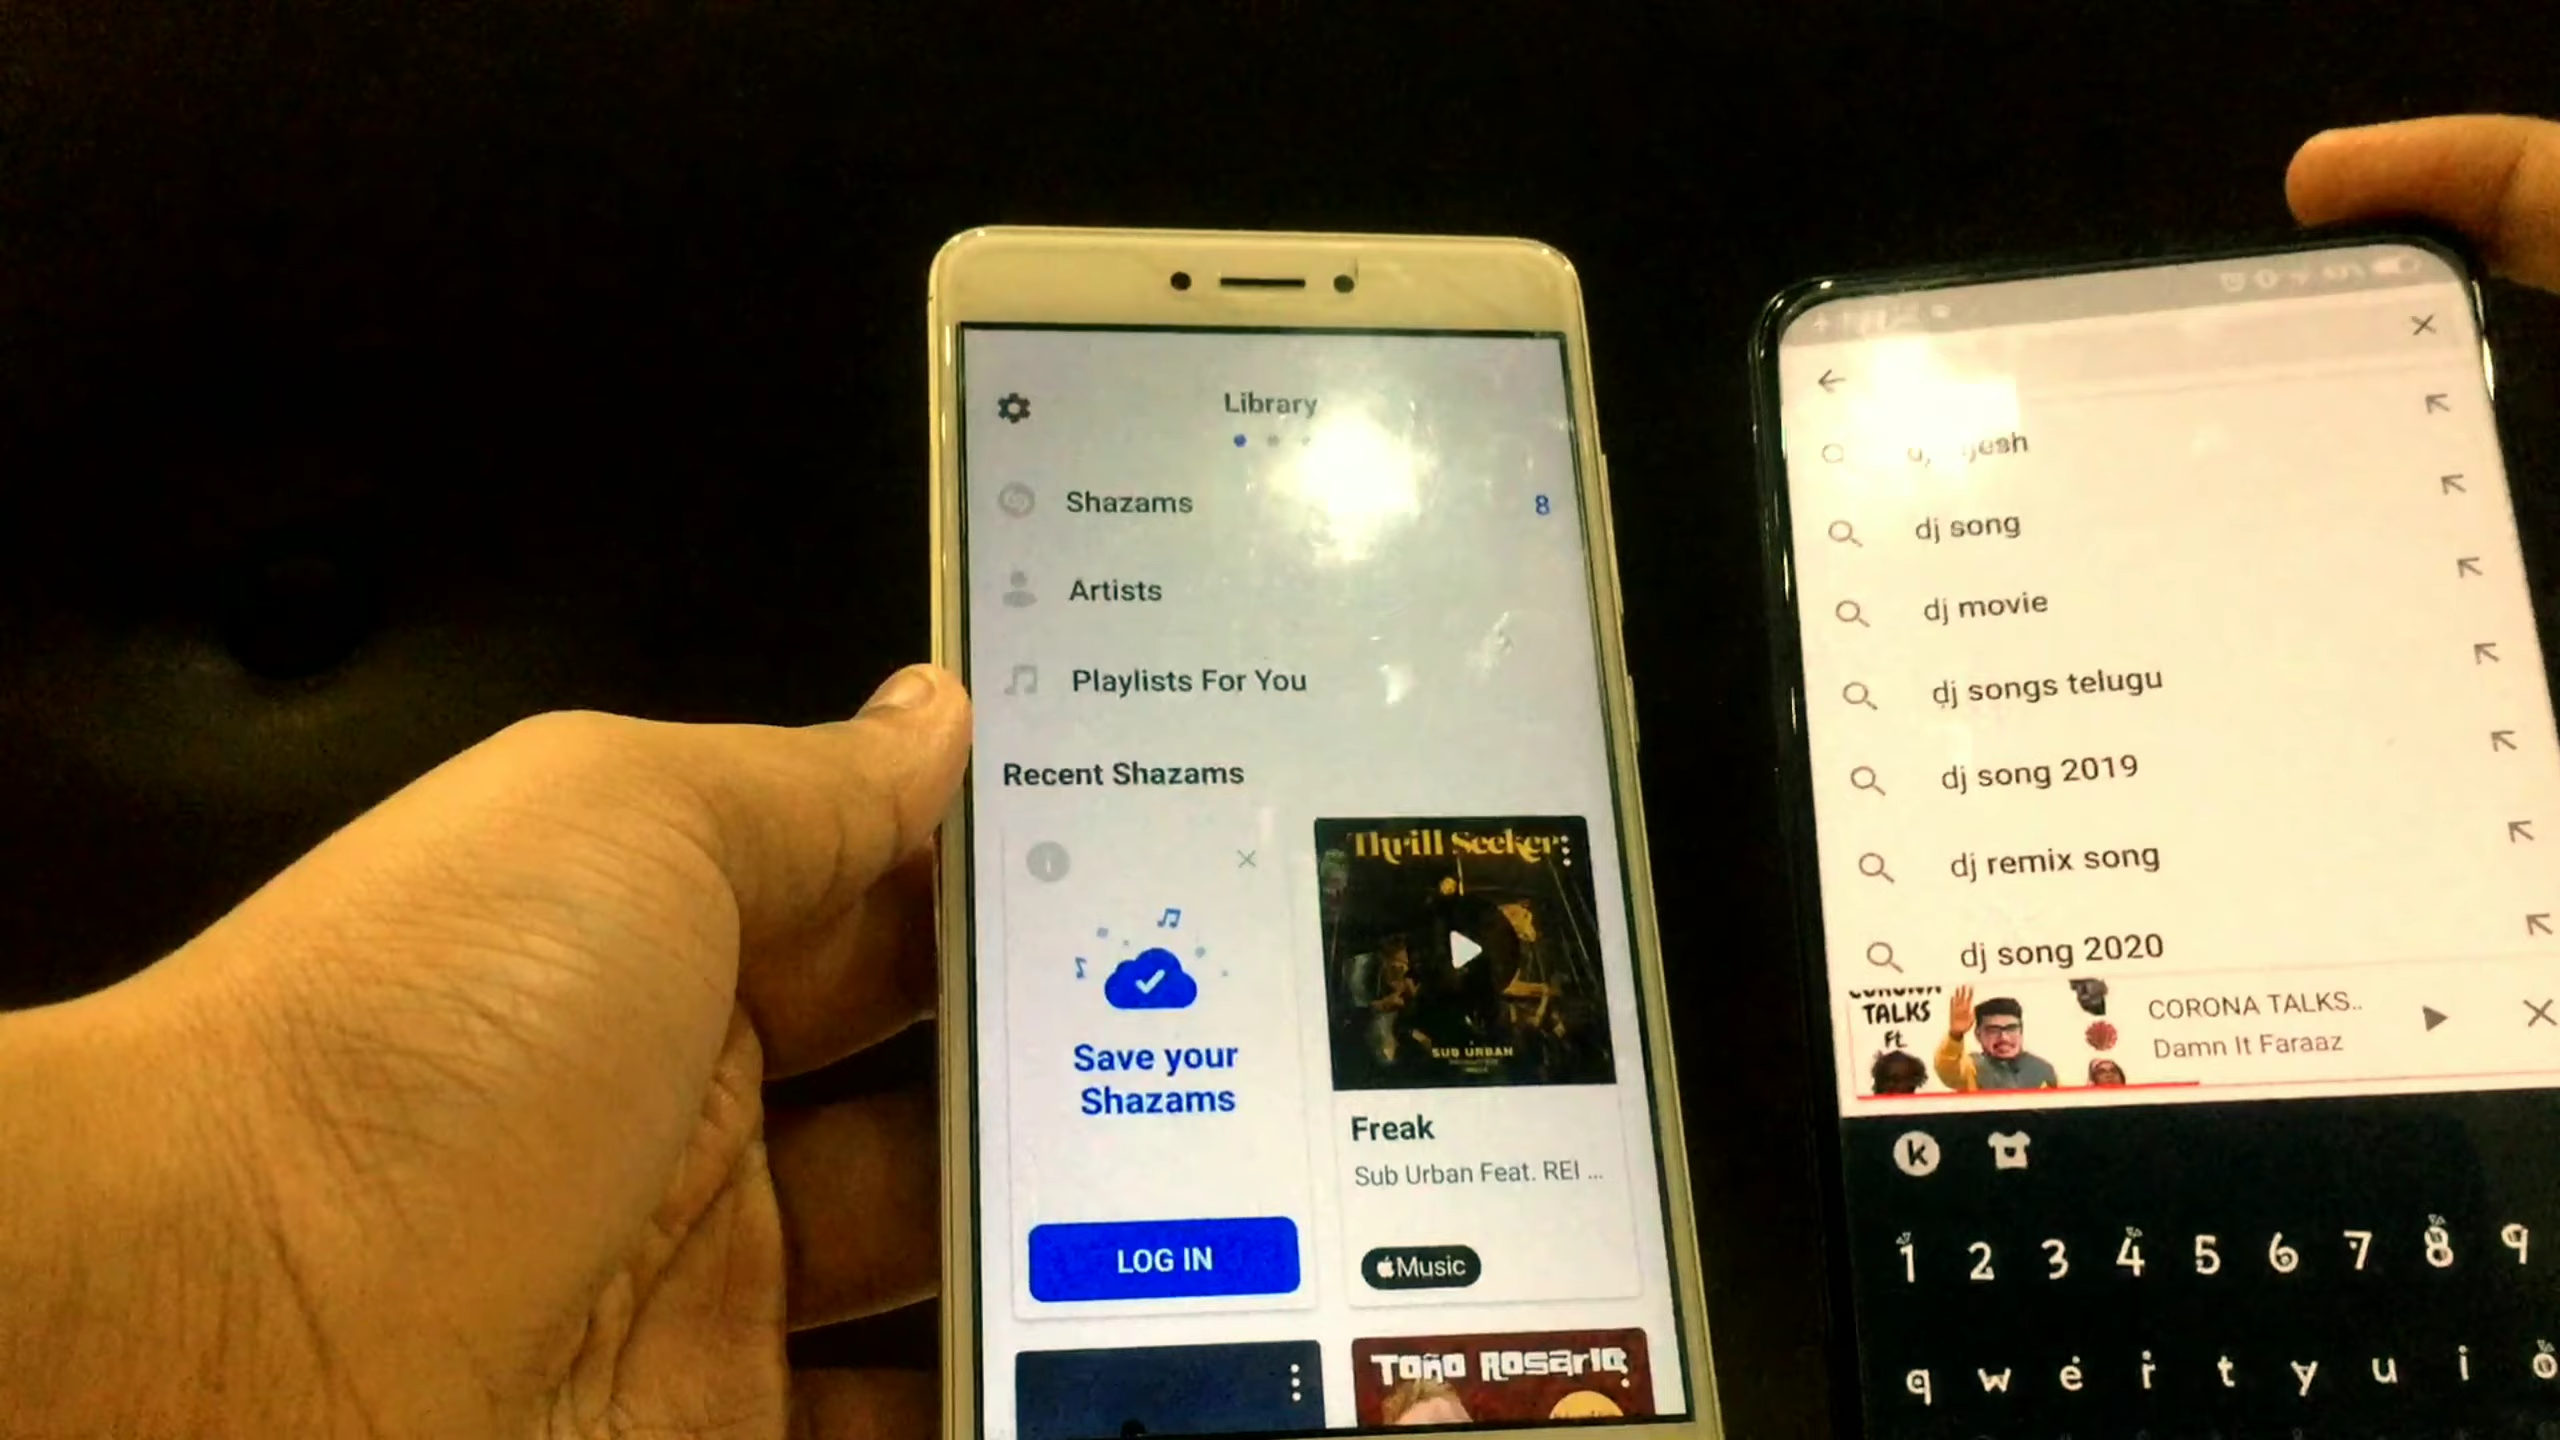 Library
Shazams 8
Artists
Playlists For You
Recent Shazams
Save your
Shazams
LOG IN
Thrill Seeker
SUB URBAN
Freak
Sub Urban Feat. REI ...
Music
Toño Rosario
dj song
dj movie
dj songs telugu
dj song 2019
dj remix song
dj song 2020
CORONA
TALKS
Ft
CORONA TALKS..
Damn It Faraaz
k
1 2 3 4 5 6 7 8 9
q w e r t y u i o